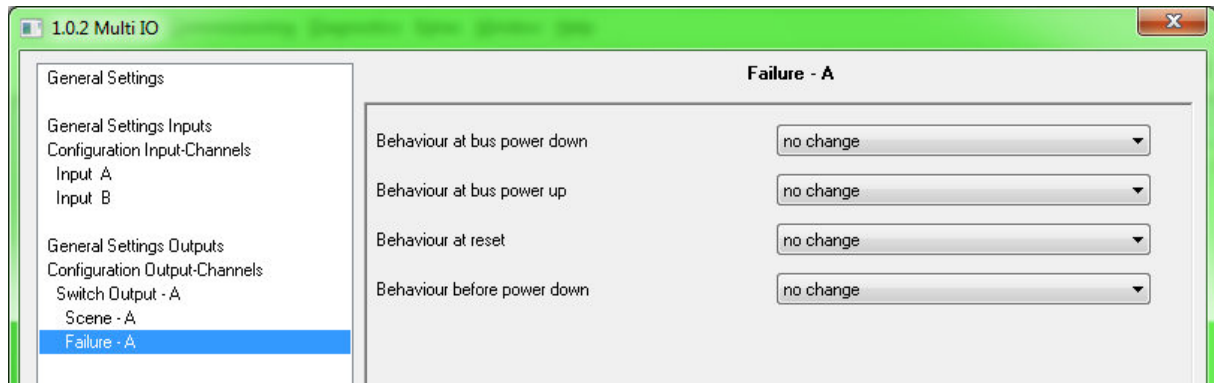 1.0.2 Multi IO
General Settings
General Settings Inputs
Configuration Input-Channels
Input A
Input B
General Settings Outputs
Configuration Output-Channels
Switch Output - A
Scene - A
Failure - A
Failure - A
Behaviour at bus power down
no change
Behaviour at bus power up
no change
Behaviour at reset
no change
Behaviour before power down
no change